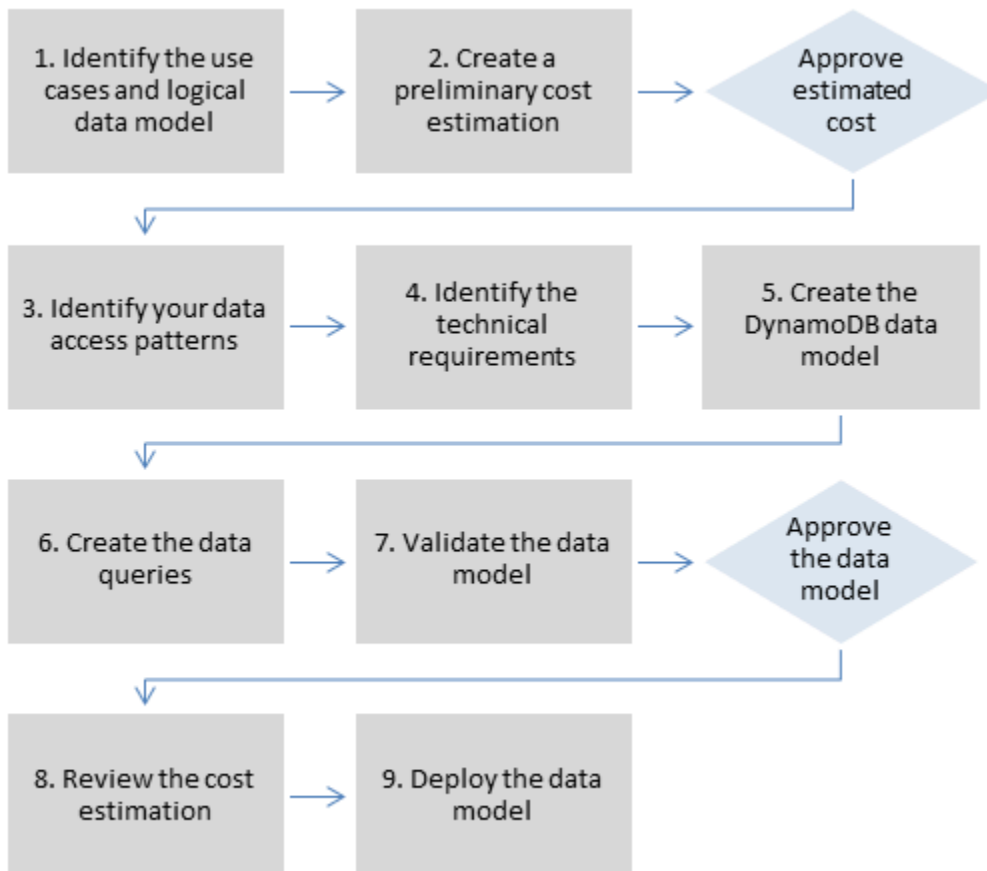 1. Identify the use
cases and logical
data model
2. Create a
preliminary cost
estimation
Approve
estimated
cost
3. Identify your data
access patterns
4. Identify the
technical
requirements
5. Create the
DynamoDB data
model
6. Create the data
queries
7. Validate the data
model
Approve
the data
model
8. Review the cost
estimation
9. Deploy the data
model